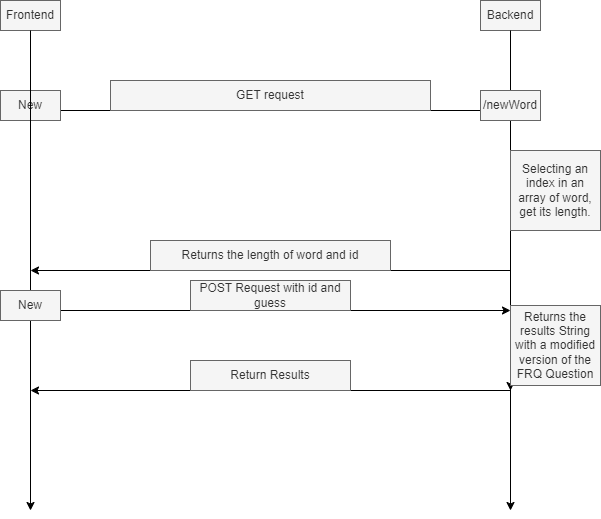 Frontend
Backend
GET request
New
/newWord
Selecting an
index in an
array of word,
get its length.
Returns the length of word and id
New
POST Request with id and
guess
Returns the
results String
with a modified
version of the
FRQ Question
Return Results